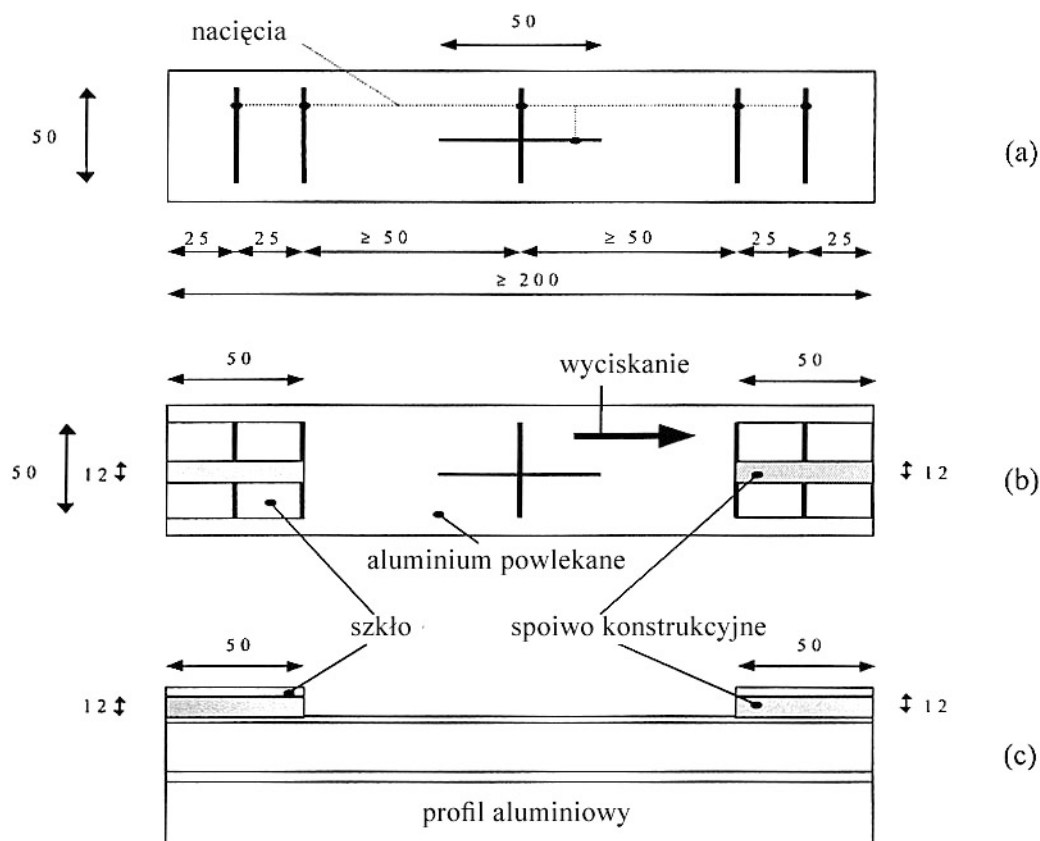 50
nacięcia
50
(a)
25 25 ≥ 50 ≥ 50 25 25
≥ 200
50 wyciskanie 50
50 12 12
(b)
aluminium powlekane
szkło spoiwo konstrukcyjne
50 50
12 12
(c)
profil aluminiowy